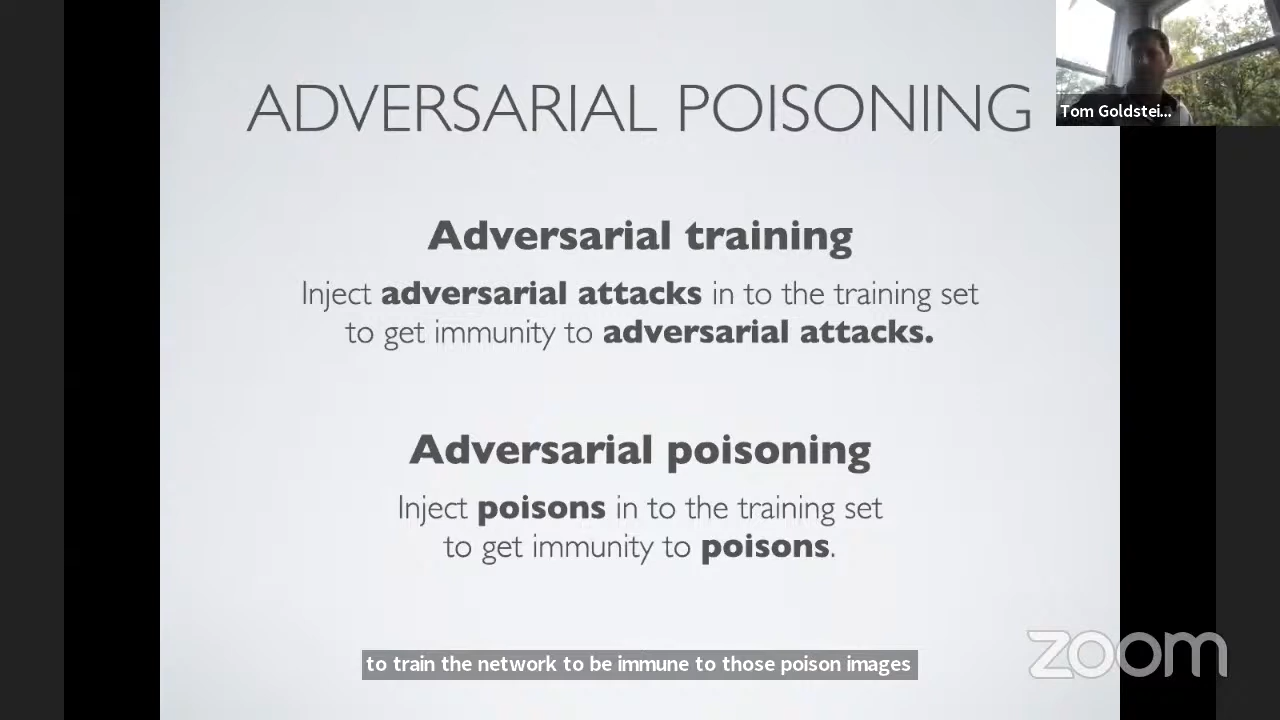 ADVERSARIAL POISONING
Tom Goldstei...
Adversarial training
Inject adversarial attacks in to the training set
to get immunity to adversarial attacks.
Adversarial poisoning
Inject poisons in to the training set
to get immunity to poisons.
to train the network to be immune to those poison images
zoom